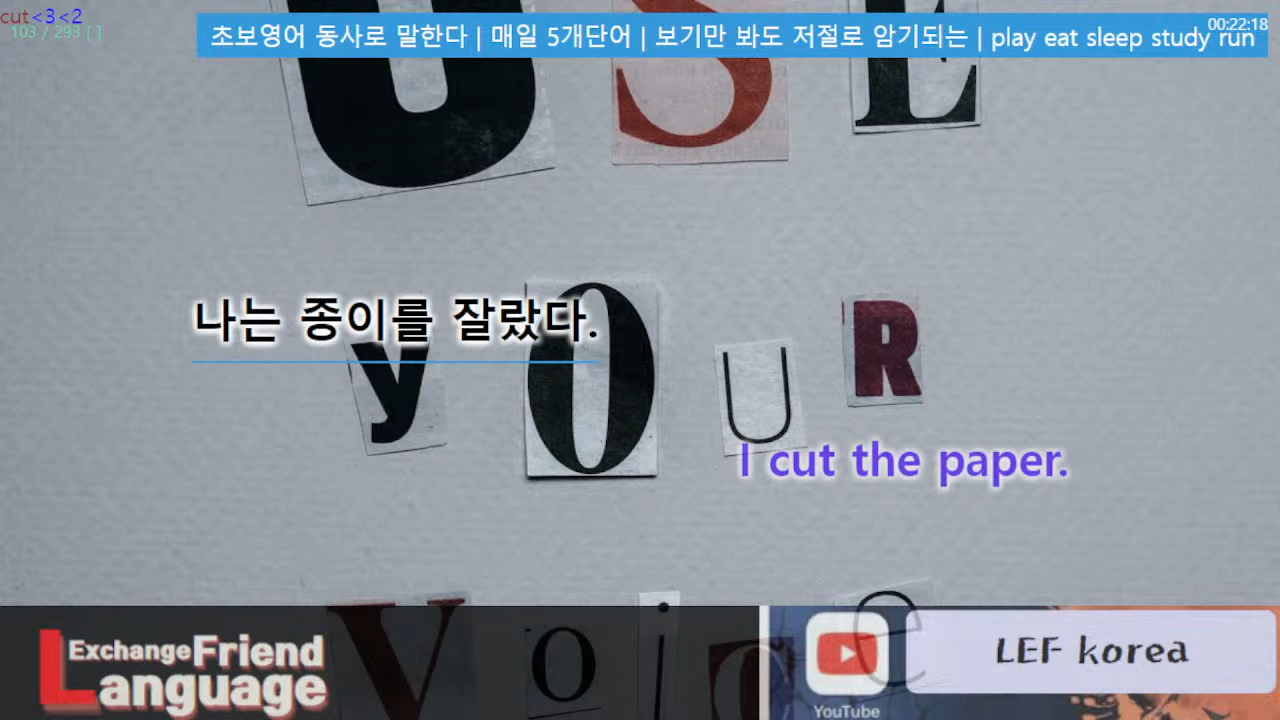 cut<3<2
103 / 293 [ ]
초보영어 동사로 말한다 | 매일 5개단어 | 보기만 봐도 저절로 암기되는 | play eat sleep study run
00:22:18
USE
나는 종이를 잘랐다.
yOUR
I cut the paper.
Voice
Exchange Friend
Language
LEF korea
YouTube